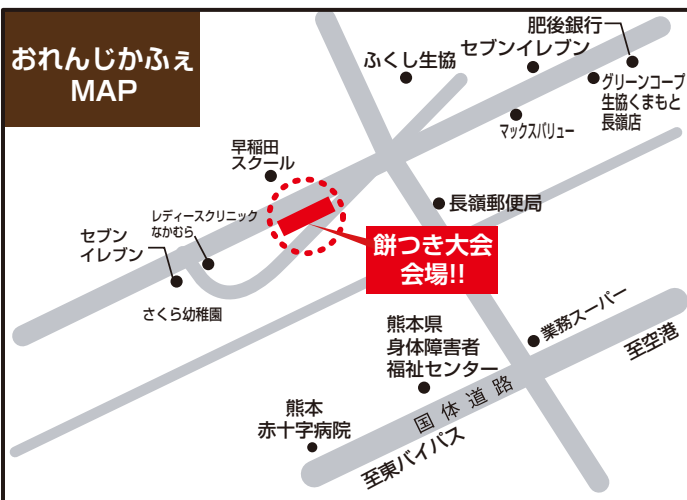 おれんじかふぇ
MAP
肥後銀行
セブンイレブン
ふくし生協
グリーンコープ
生協くまもと
長嶺店
マックスバリュー
早稲田
スクール
長嶺郵便局
レディースクリニック
なかむら
セブン
イレブン
さくら幼稚園
餅つき大会
会場!!
業務スーパー
熊本県
身体障害者
福祉センター
至空港
国体道路
熊本
赤十字病院
至東バイパス